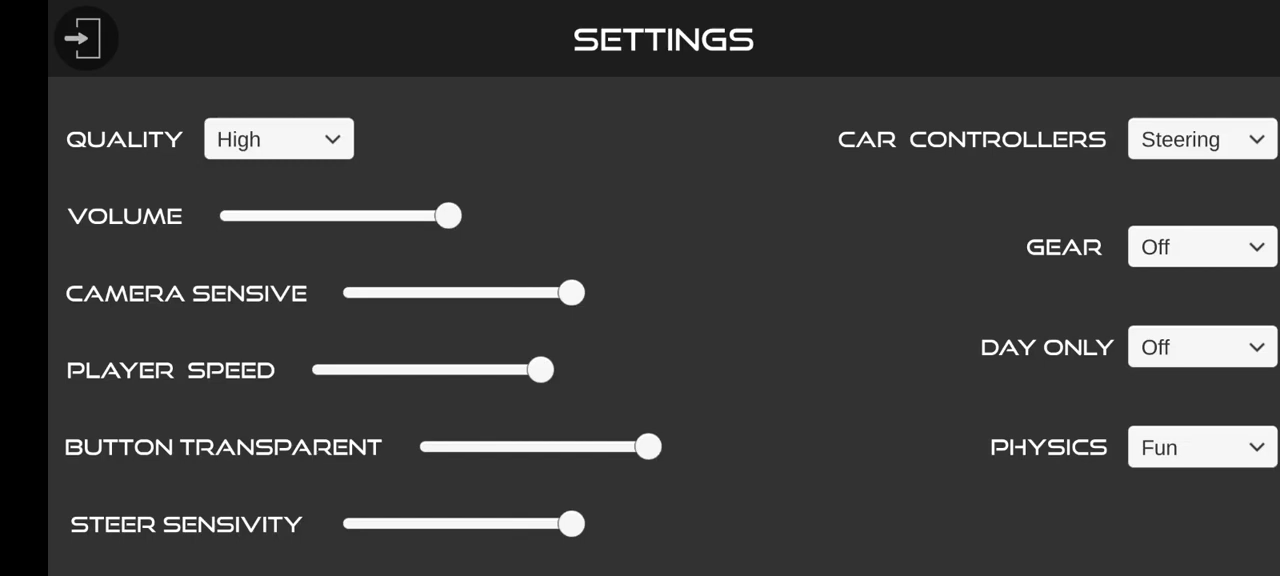 SETTINGS
QUALITY High
CAR CONTROLLERS Steering
VOLUME
GEAR Off
CAMERA SENSIVE
DAY ONLY Off
PLAYER SPEED
BUTTON TRANSPARENT
PHYSICS Fun
STEER SENSIVITY